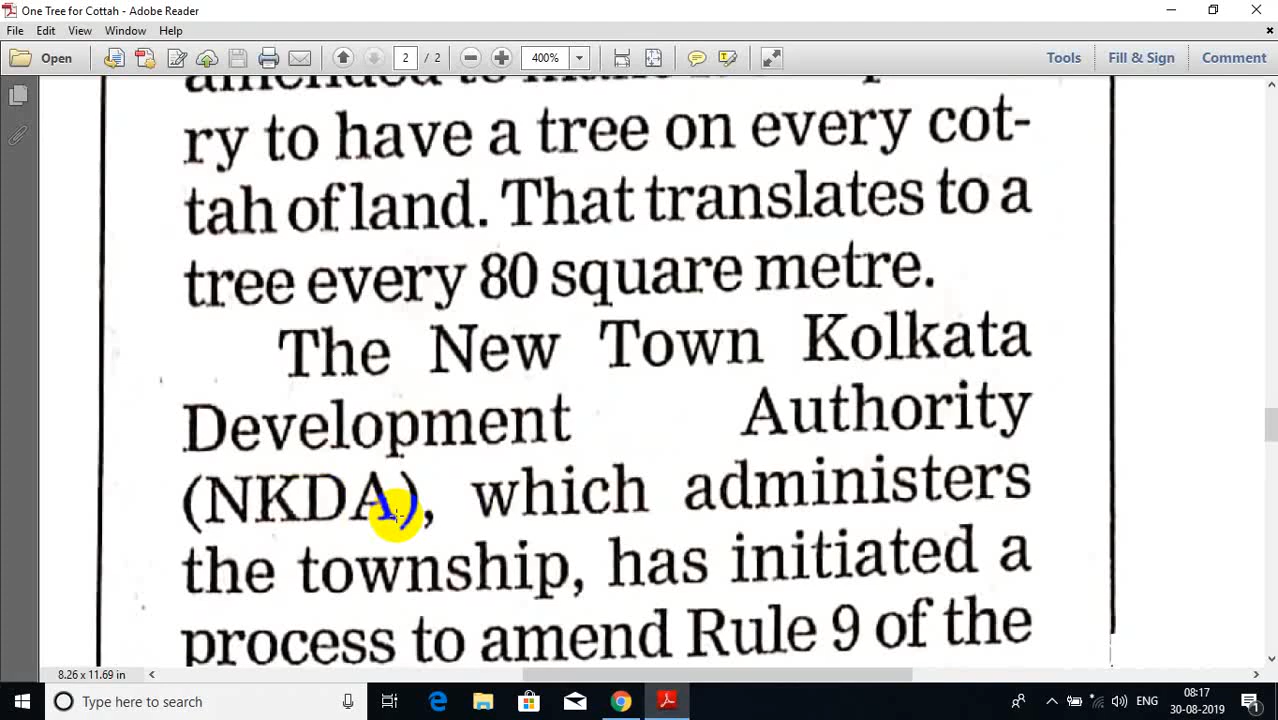 One Tree for Cottah - Adobe Reader
File Edit View Window Help
Open 2 / 2 400% Tools Fill & Sign Comment
amended to
ry to have a tree on every cot-
tah of land. That translates to a
tree every 80 square metre.
The New Town Kolkata
Development Authority
(NKDA), which administers
the township, has initiated a
process to amend Rule 9 of the
8.26 x 11.69 in
Type here to search
ENG
08:17
30-08-2019
1